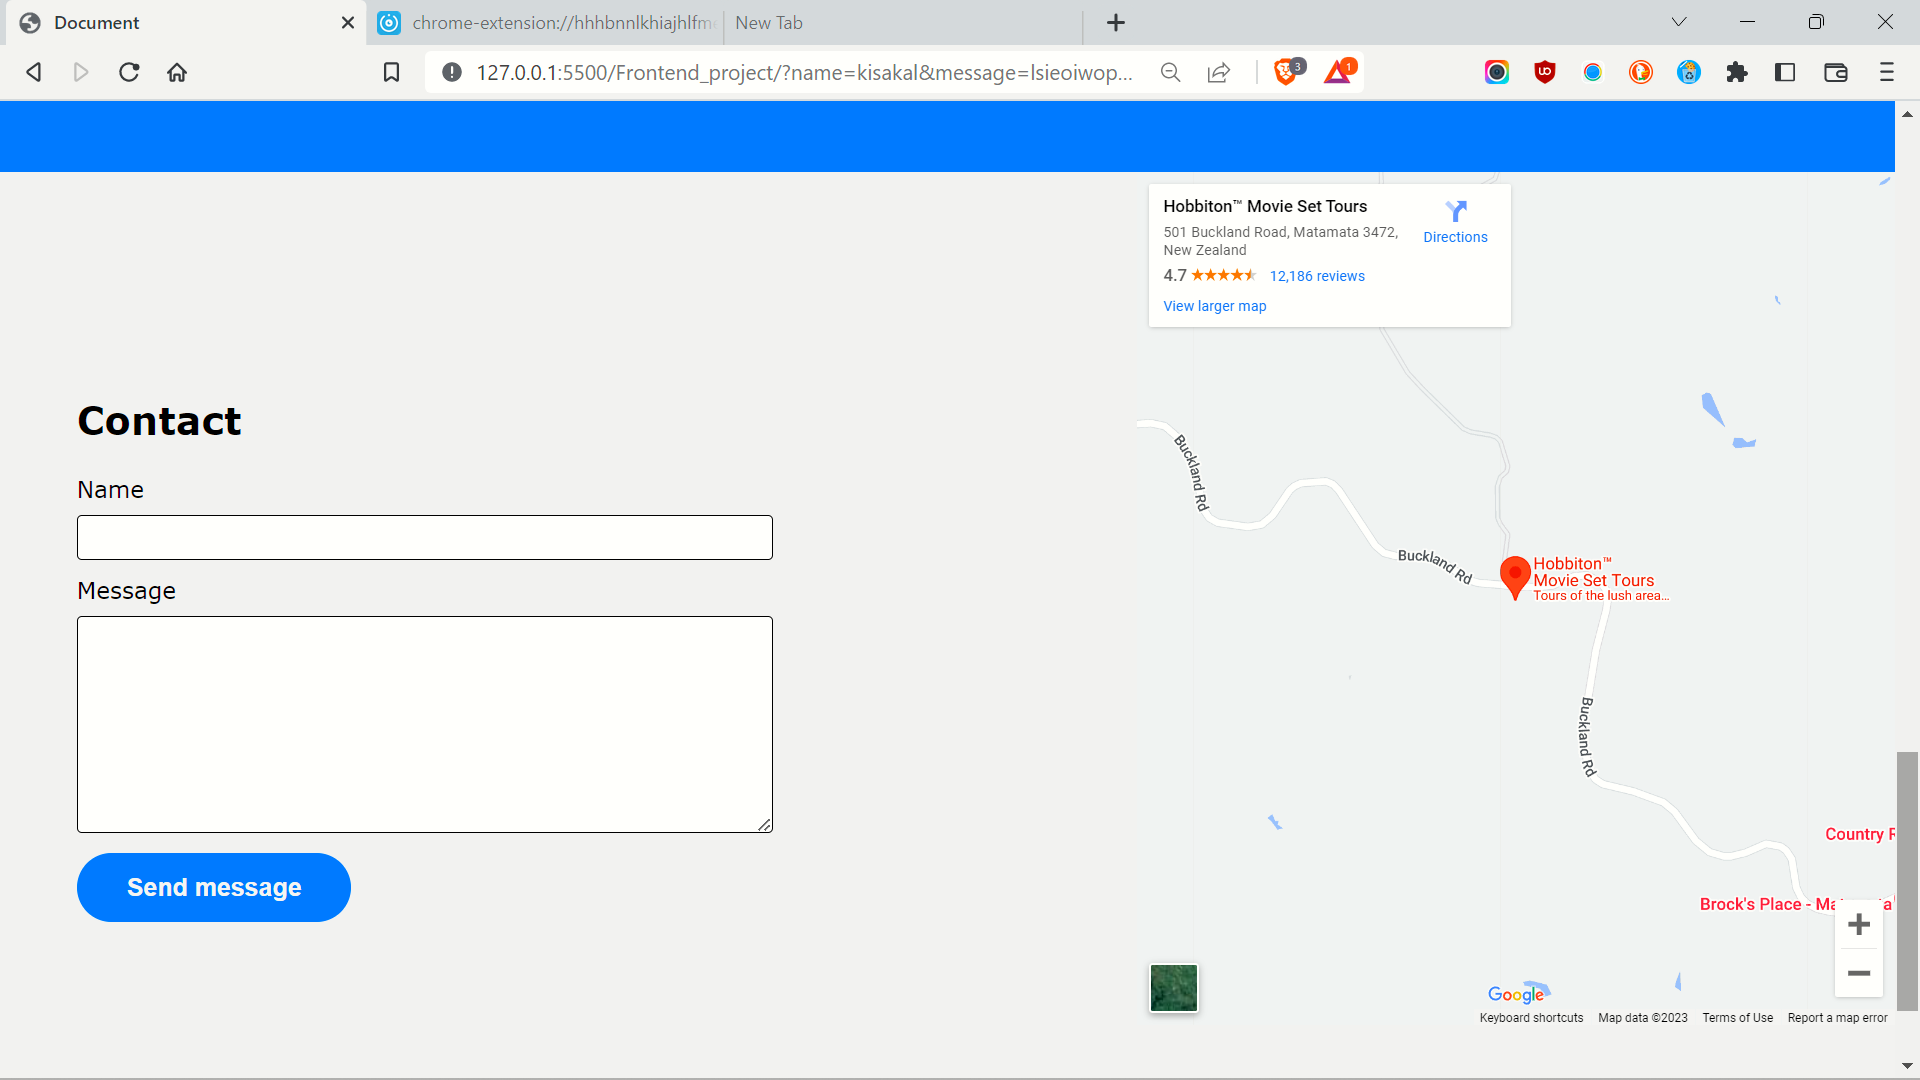 Document
chrome-extension://hhhbnnlkhiajhlfm
New Tab
127.0.0.1:5500/Frontend_project/?name=kisakal&message=lsieoiwop...
3
1
Hobbiton™ Movie Set Tours
501 Buckland Road, Matamata 3472,
New Zealand
Directions
4.7
12,186 reviews
View larger map
Contact
Name
Message
Send message
Buckland Rd
Buckland Rd
Hobbiton™
Movie Set Tours
Tours of the lush area...
Buckland Rd
Country
Brock's Place -
Google
Keyboard shortcuts
Map data ©2023
Terms of Use
Report a map error